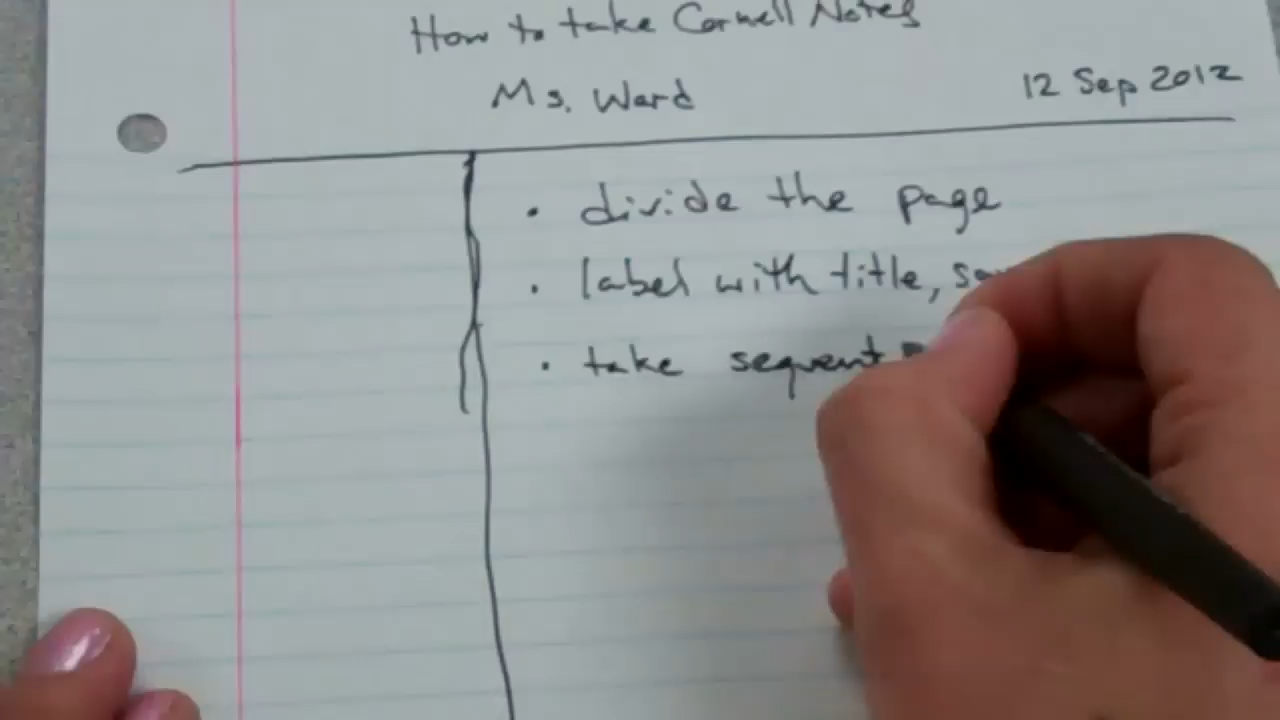 How to take Cornell Notes
Ms. Ward
12 Sep 2012
• divide the page
• label with title,
• take